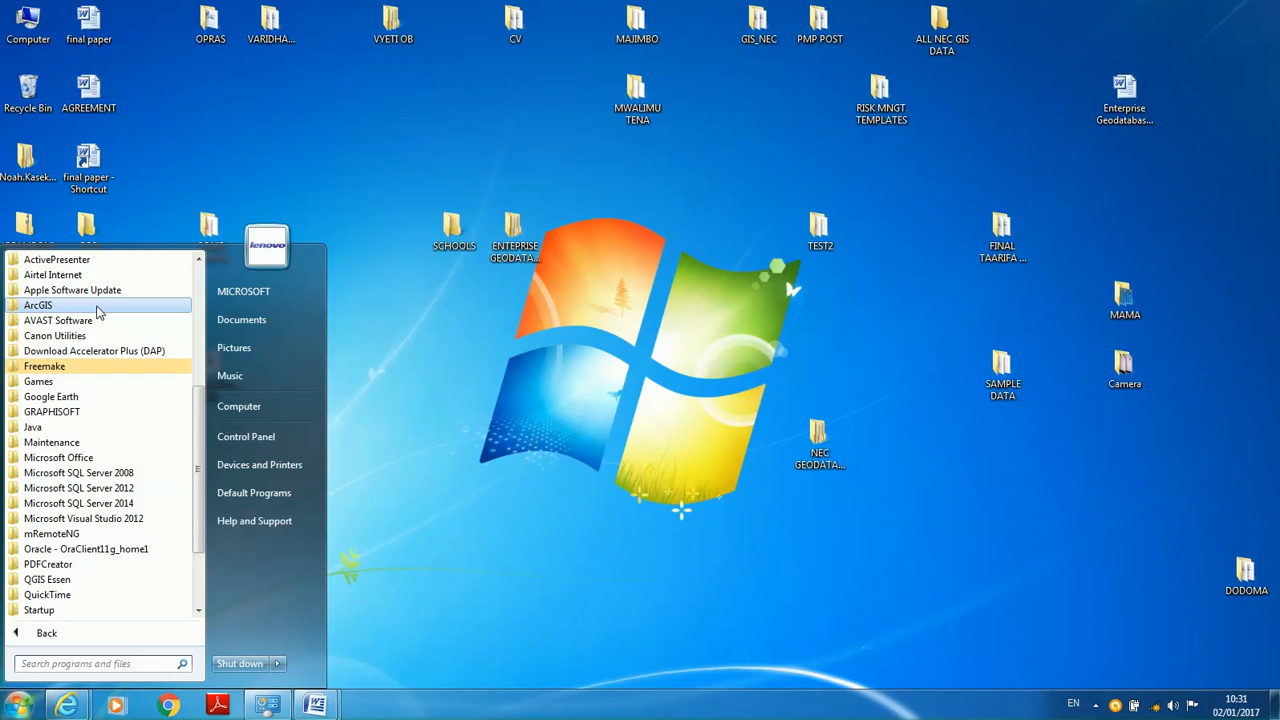 Computer
final paper
OPRAS
VARIDHA...
VYETI OB
CV
MAJIMBO
GIS_NEC
PMP POST
ALL NEC GIS
DATA
Recycle Bin
AGREEMENT
MWALIMU
TENA
RISK MNGT
TEMPLATES
Enterprise
Geodatabas...
Noah.Kasek...
final paper -
Shortcut
SCHOOLS
ENTEPRISE
GEODATA...
TEST2
FINAL
TAARIFA ...
MAMA
SAMPLE
DATA
Camera
NEC
GEODATA...
DODOMA
lenovo
ActivePresenter
Airtel Internet
Apple Software Update
ArcGIS
AVAST Software
Canon Utilities
Download Accelerator Plus (DAP)
Freemake
Games
Google Earth
GRAPHISOFT
Java
Maintenance
Microsoft Office
Microsoft SQL Server 2008
Microsoft SQL Server 2012
Microsoft SQL Server 2014
Microsoft Visual Studio 2012
mRemoteNG
Oracle - OraClient11g_home1
PDFCreator
QGIS Essen
QuickTime
Startup
Back
Search programs and files
MICROSOFT
Documents
Pictures
Music
Computer
Control Panel
Devices and Printers
Default Programs
Help and Support
Shut down
EN
10:31
02/01/2017